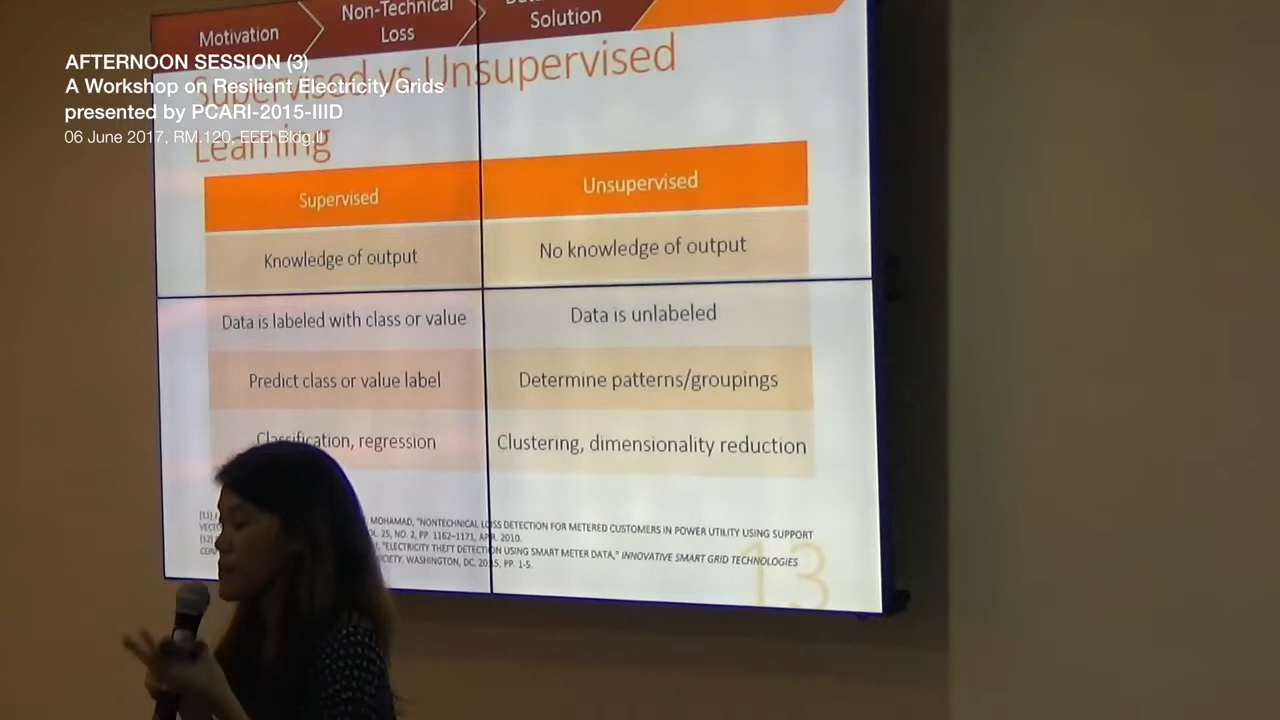 Motivation
Non-Technical
Loss
Solution
AFTERNOON SESSION (3)
A Workshop on Resilient Electricity Grids
presented by PCARI-2015-IIID
06 June 2017, RM.120, EEEI Bldg.II
Supervised vs Unsupervised
Learning
Supervised
Unsupervised
Knowledge of output
No knowledge of output
Data is labeled with class or value
Data is unlabeled
Predict class or value label
Determine patterns/groupings
Classification, regression
Clustering, dimensionality reduction
[11] MOHAMAD, "NONTECHNICAL LOSS DETECTION FOR METERED CUSTOMERS IN POWER UTILITY USING SUPPORT
25, NO. 2, PP. 1162–1171, APR. 2010.
[12] "ELECTRICITY THEFT DETECTION USING SMART METER DATA," INNOVATIVE SMART GRID TECHNOLOGIES
WASHINGTON, DC, 2015, PP. 1-5.
13